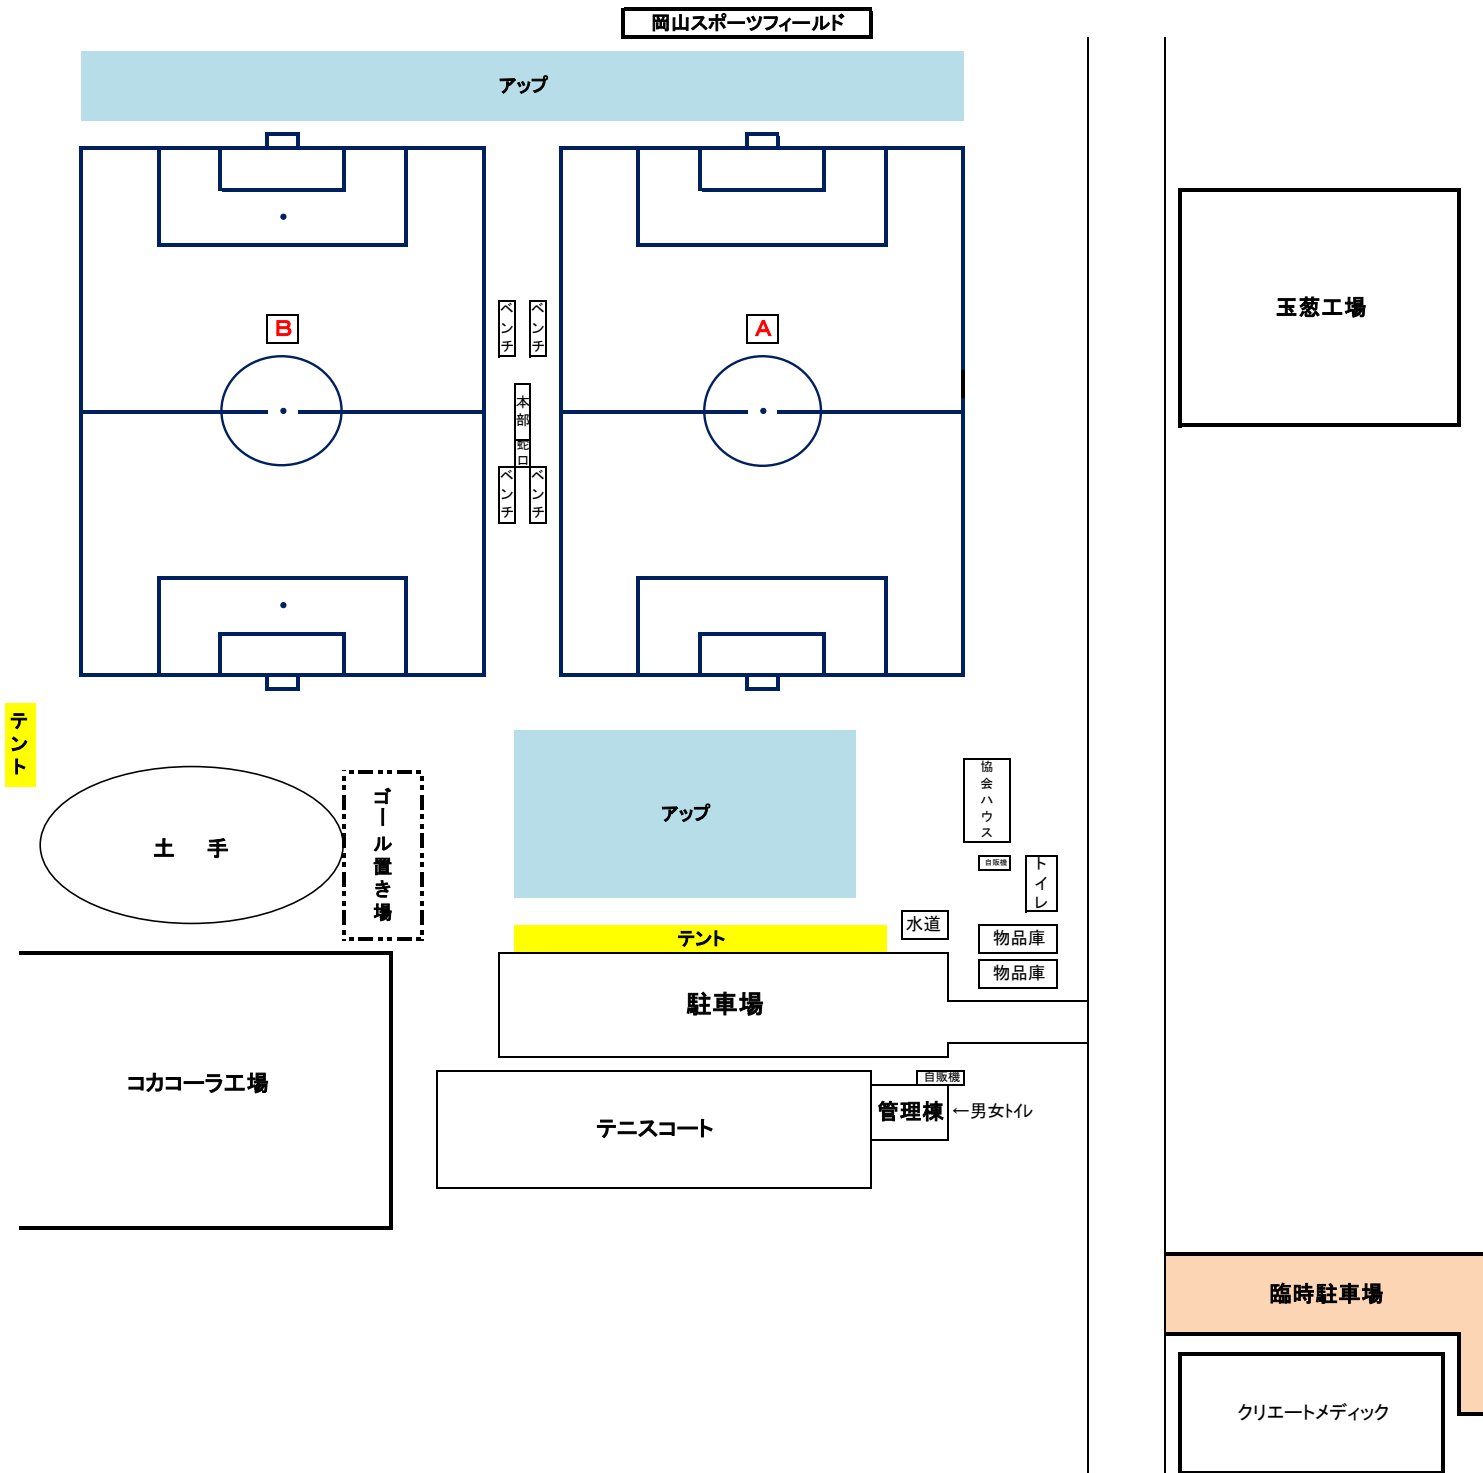 岡山スポーツフィールド
アップ
B
A
ベンチ
ベンチ
本部
蛇口
ベンチ
ベンチ
玉葱工場
テント
土 手
ゴール置き場
アップ
協会ハウス
自販機
トイレ
水道
物品庫
物品庫
テント
駐車場
コカコーラ工場
テニスコート
自販機
管理棟
←男女トイレ
臨時駐車場
クリエートメディック